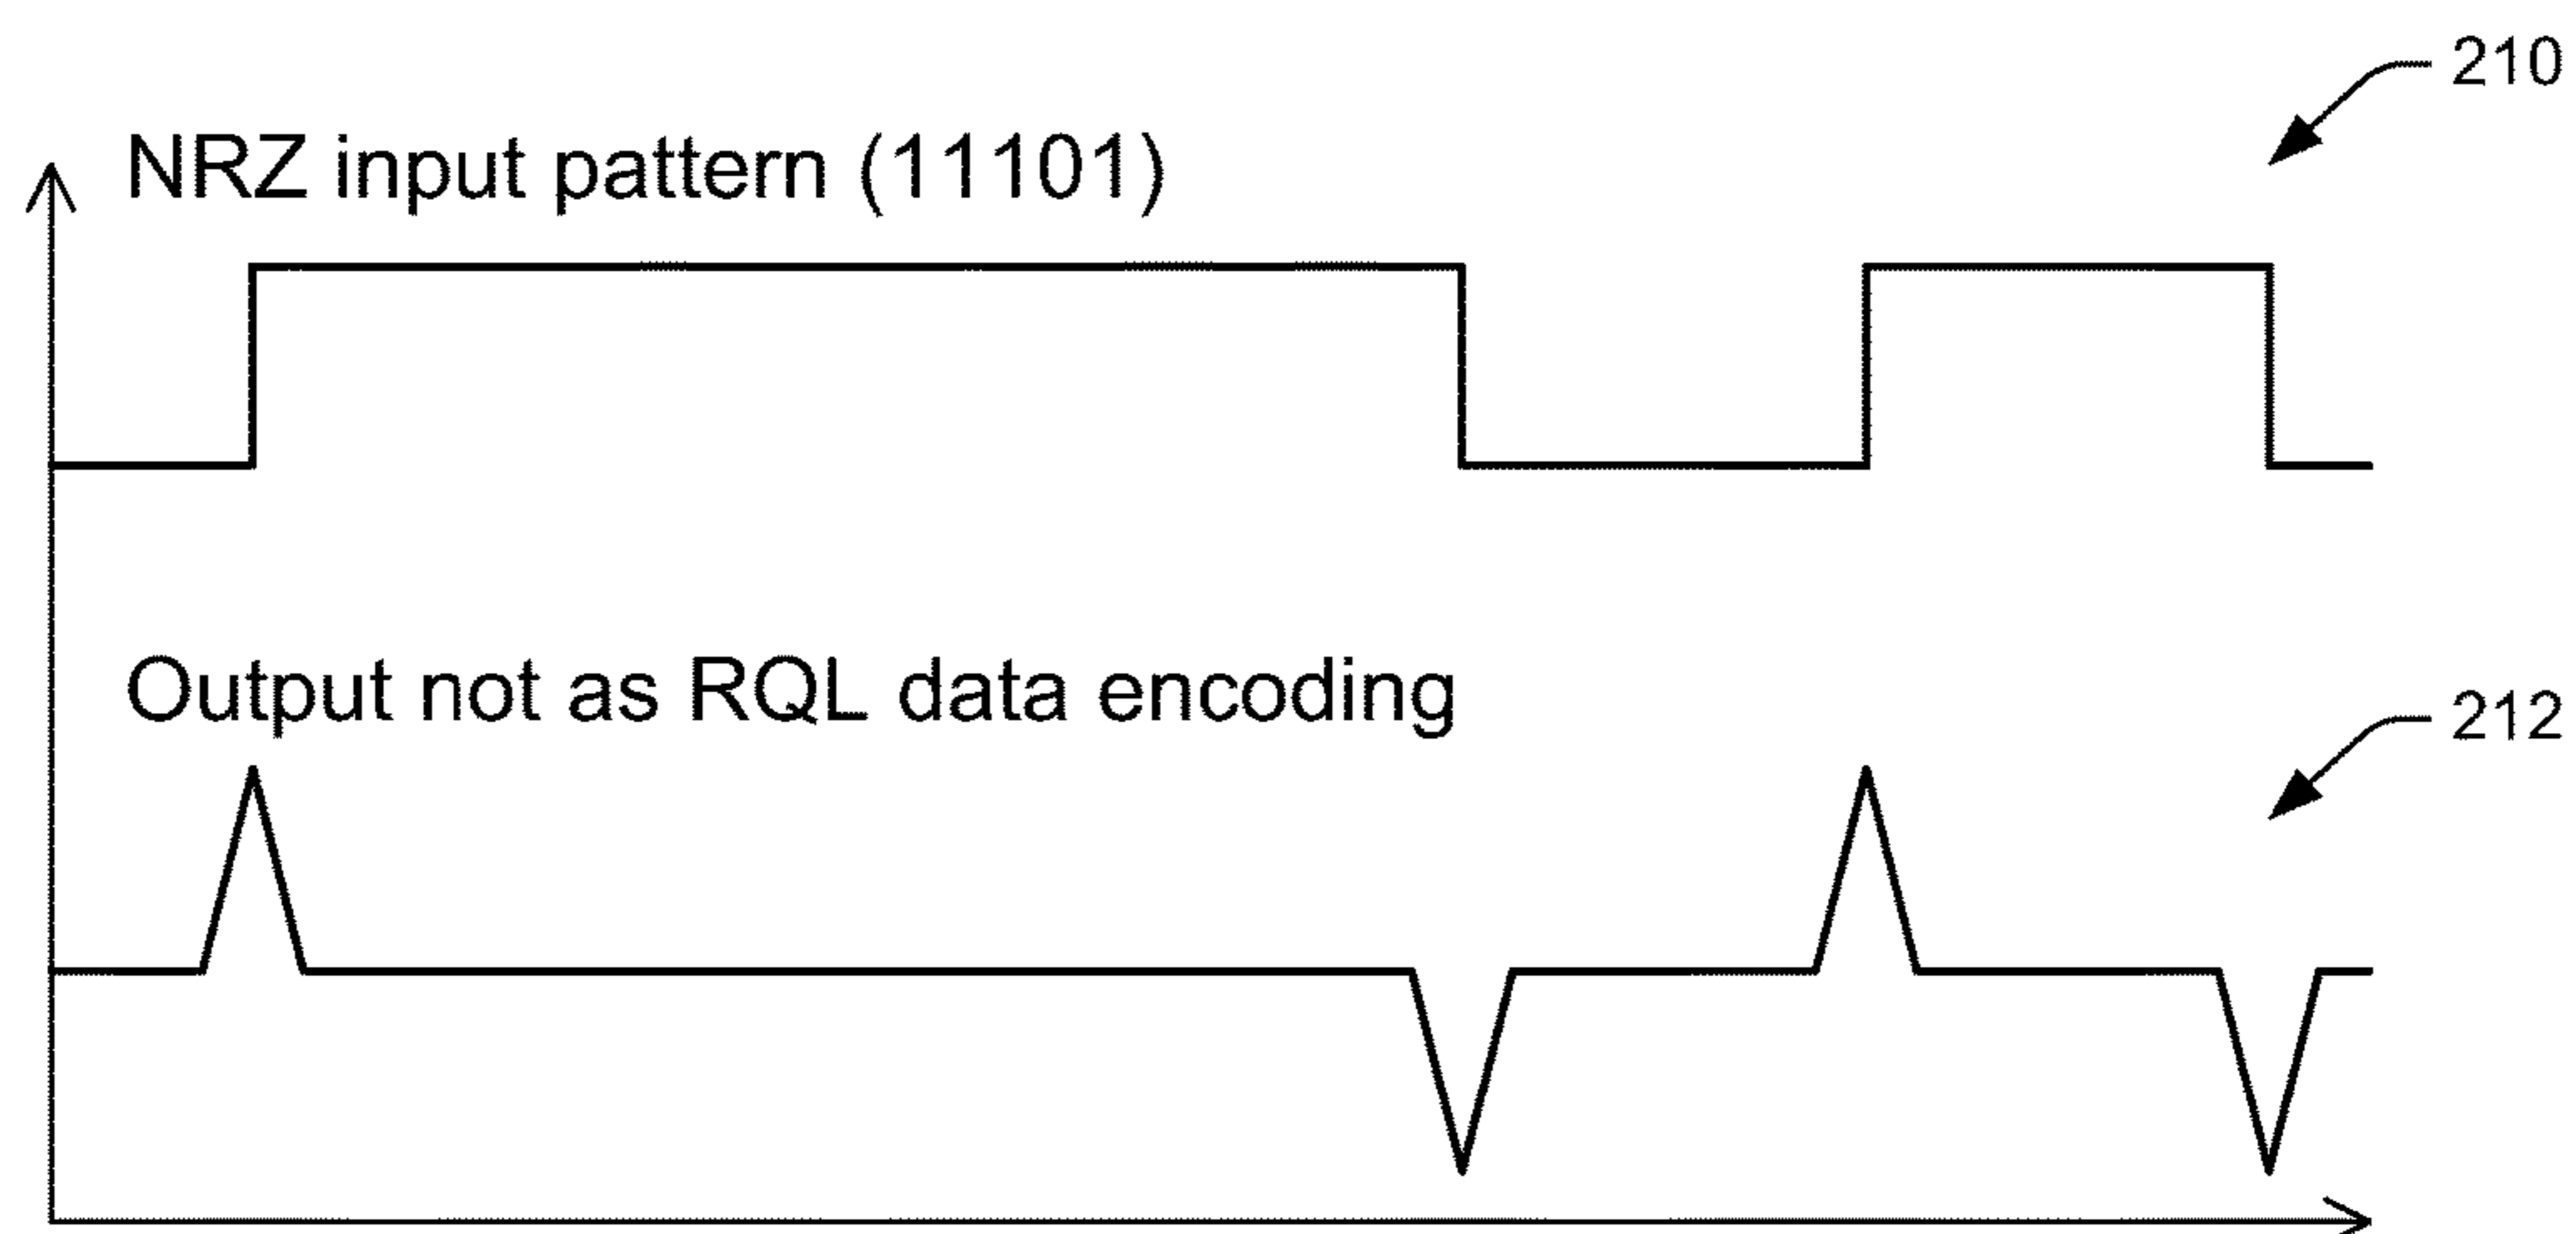 210
NRZ input pattern (11101)
Output not as RQL data encoding
212